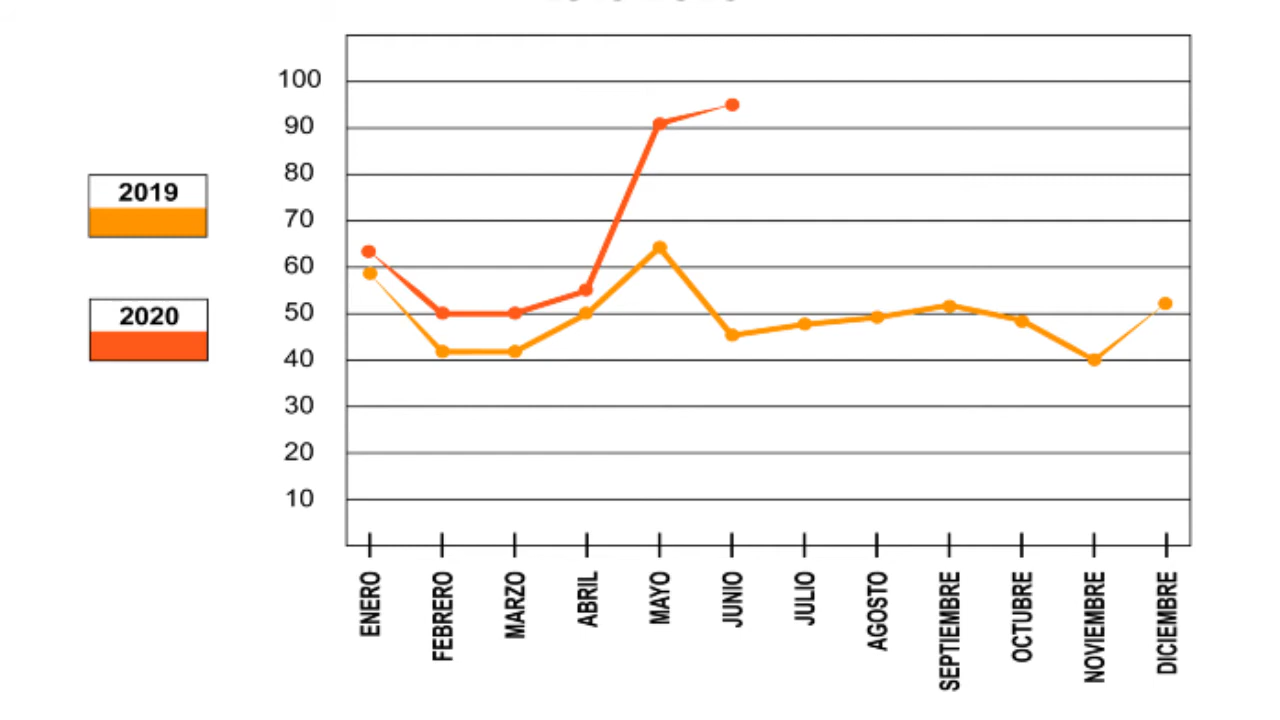 100
90
80
70
60
50
40
30
20
10
2019
2020
ENERO
FEBRERO
MARZO
ABRIL
MAYO
JUNIO
JULIO
AGOSTO
SEPTIEMBRE
OCTUBRE
NOVIEMBRE
DICIEMBRE